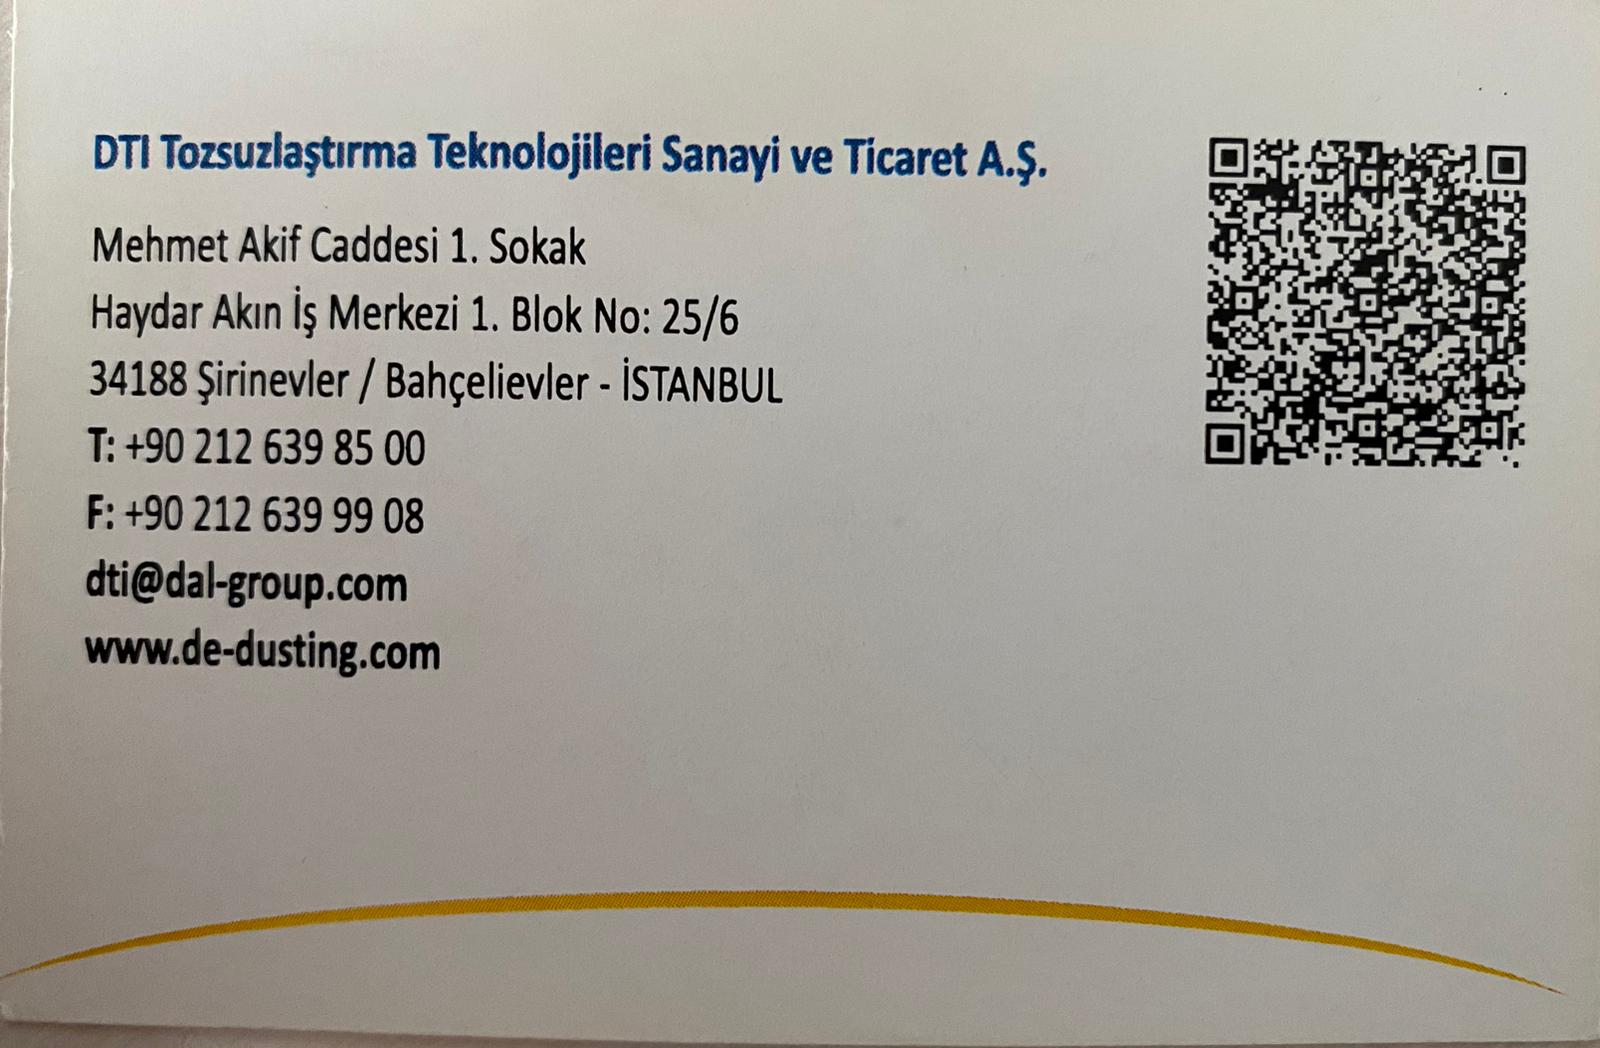 DTI Tozsuzlaştırma Teknolojileri Sanayi ve Ticaret A.Ş.
Mehmet Akif Caddesi 1. Sokak
Haydar Akın İş Merkezi 1. Blok No: 25/6
34188 Şirinevler / Bahçelievler - İSTANBUL
T: +90 212 639 85 00
F: +90 212 639 99 08
dti@dal-group.com
www.de-dusting.com